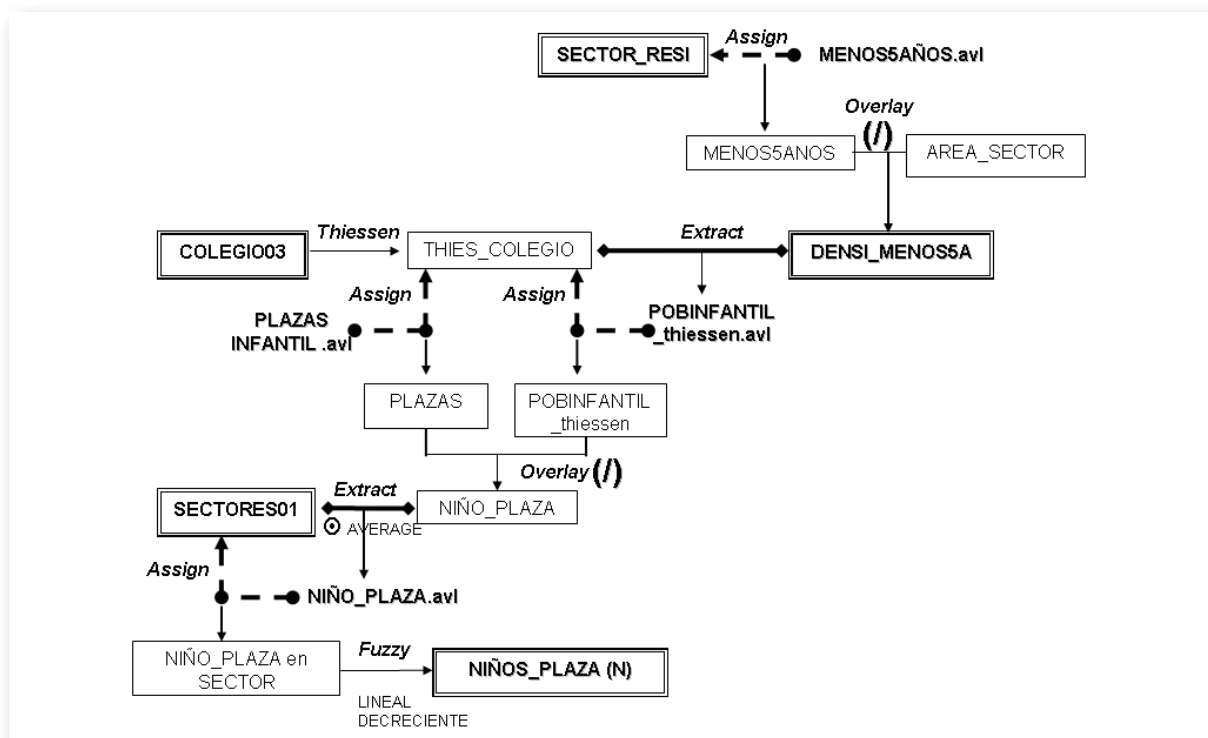 Assign
SECTOR_RESI
MENOS5AÑOS.avl
Overlay
(/)
MENOS5ANOS
AREA_SECTOR
Thiessen
Extract
COLEGIO03
THIES_COLEGIO
DENSI_MENOS5A
Assign
Assign
PLAZAS
INFANTIL .avl
POBINFANTIL
_thiessen.avl
PLAZAS
POBINFANTIL
_thiessen
Overlay (/)
Extract
SECTORES01
NIÑO_PLAZA
AVERAGE
Assign
NIÑO_PLAZA.avl
NIÑO_PLAZA en
SECTOR
Fuzzy
NIÑOS_PLAZA (N)
LINEAL
DECRECIENTE